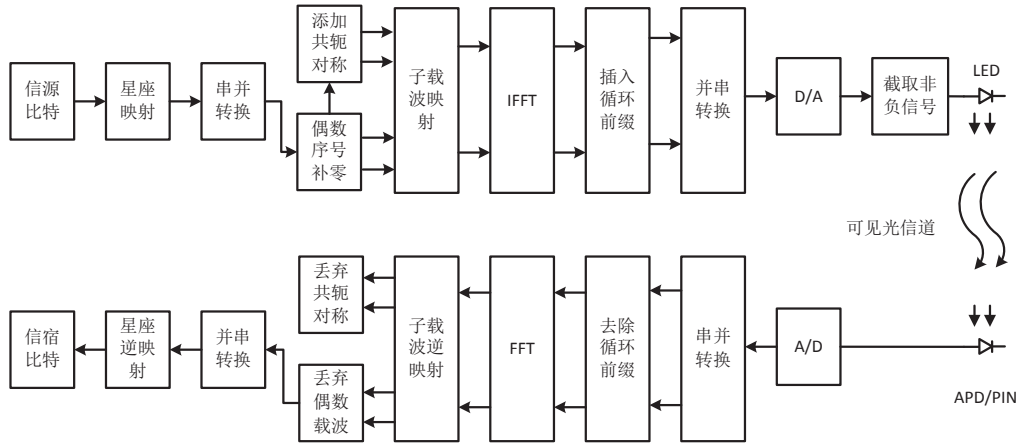 信源
比特
星座
映射
串并
转换
添加
共轭
对称
偶数
序号
补零
子载
波映
射
IFFT
插入
循环
前缀
并串
转换
D/A
截取非
负信号
LED
可见光信道
信宿
比特
星座
逆映
射
并串
转换
丢弃
共轭
对称
丢弃
偶数
载波
子载
波逆
映射
FFT
去除
循环
前缀
串并
转换
A/D
APD/PIN